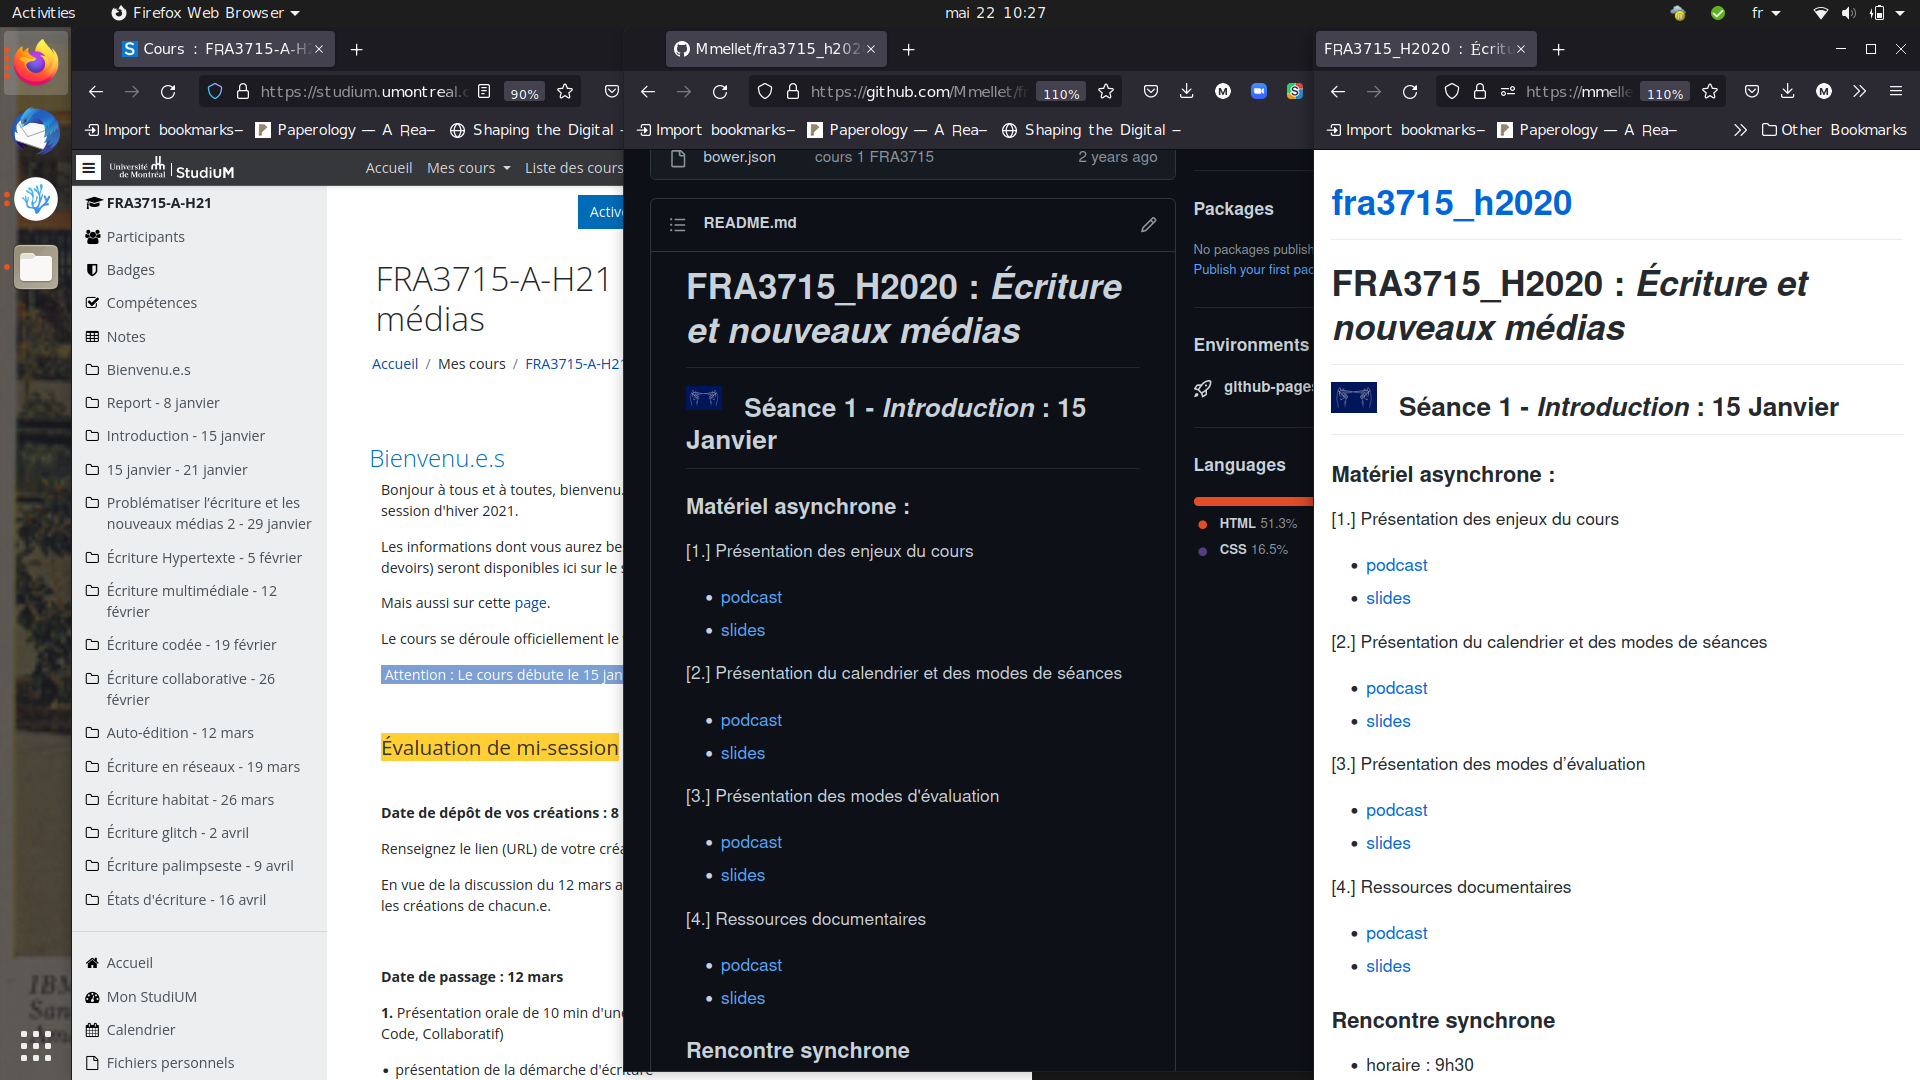 Activities
Firefox Web Browser
mai 22 10:27
fr
Cours : FRA3715-A-H
https://studium.umontreal.
90%
Import bookmarks…
Paperology — A Rea…
Shaping the Digital
Université de Montréal
StudiUM
Accueil
Mes cours
Liste des cours
FRA3715-A-H21
Participants
Badges
Compétences
Notes
Bienvenu.e.s
Report - 8 janvier
Introduction - 15 janvier
15 janvier - 21 janvier
Problématiser l’écriture et les
nouveaux médias 2 - 29 janvier
Écriture Hypertexte - 5 février
Écriture multimédiale - 12
février
Écriture codée - 19 février
Écriture collaborative - 26
février
Auto-édition - 12 mars
Écriture en réseaux - 19 mars
Écriture habitat - 26 mars
Écriture glitch - 2 avril
Écriture palimpseste - 9 avril
États d'écriture - 16 avril
Accueil
Mon StudiUM
Calendrier
Fichiers personnels
Active
FRA3715-A-H21
médias
Accueil / Mes cours / FRA3715-A-H21
Bienvenu.e.s
Bonjour à tous et à toutes, bienvenu.
session d'hiver 2021.
Les informations dont vous aurez be
devoirs) seront disponibles ici sur le s
Mais aussi sur cette page.
Le cours se déroule officiellement le
Attention : Le cours débute le 15 jan
Évaluation de mi-session
Date de dépôt de vos créations : 8
Renseignez le lien (URL) de votre cré
En vue de la discussion du 12 mars a
les créations de chacun.e.
Date de passage : 12 mars
1. Présentation orale de 10 min d'un
Code, Collaboratif)
présentation de la démarche d'écriture
Mmellet/fra3715_h202
https://github.com/Mmellet/f
110%
Import bookmarks…
Paperology — A Rea…
Shaping the Digital …
bower.json
cours 1 FRA3715
2 years ago
README.md
FRA3715_H2020 : Écriture
et nouveaux médias
Séance 1 - Introduction : 15
Janvier
Matériel asynchrone :
[1.] Présentation des enjeux du cours
podcast
slides
[2.] Présentation du calendrier et des modes de séances
podcast
slides
[3.] Présentation des modes d'évaluation
podcast
slides
[4.] Ressources documentaires
podcast
slides
Rencontre synchrone
Packages
No packages publish
Publish your first pac
Environments
github-pages
Languages
HTML 51.3%
CSS 16.5%
FRA3715_H2020 : Écritu
https://mmelle
110%
Import bookmarks…
Paperology — A Rea…
Other Bookmarks
fra3715_h2020
FRA3715_H2020 : Écriture et
nouveaux médias
Séance 1 - Introduction : 15 Janvier
Matériel asynchrone :
[1.] Présentation des enjeux du cours
podcast
slides
[2.] Présentation du calendrier et des modes de séances
podcast
slides
[3.] Présentation des modes d’évaluation
podcast
slides
[4.] Ressources documentaires
podcast
slides
Rencontre synchrone
horaire : 9h30